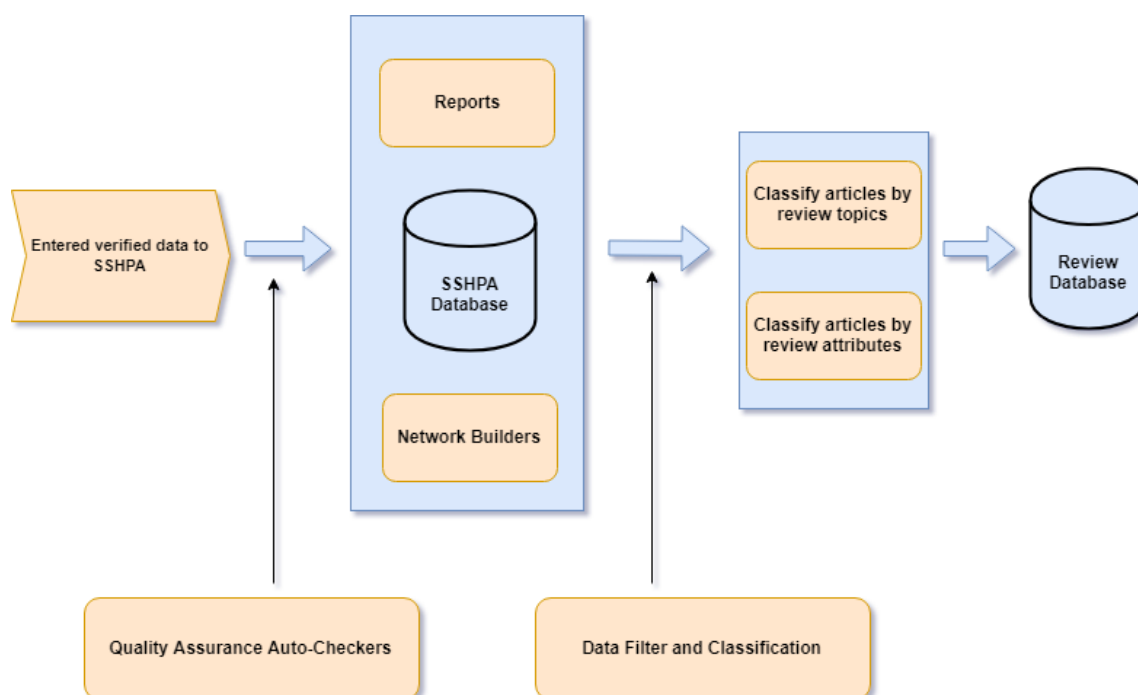 Entered verified data to
SSHPA
Reports
SSHPA
Database
Network Builders
Classify articles by
review topics
Classify articles by
review attributes
Review
Database
Quality Assurance Auto-Checkers
Data Filter and Classification